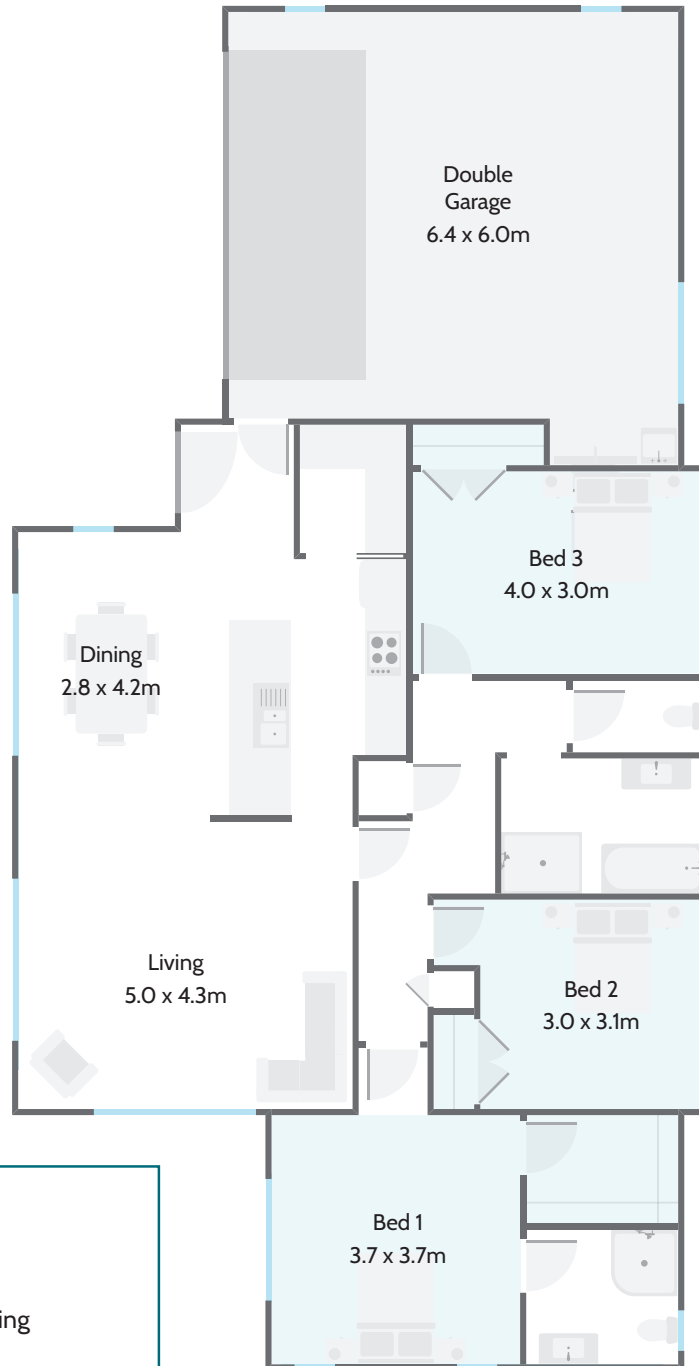 Double
Garage
6.4 x 6.0m
Bed 3
4.0 x 3.0m
Dining
2.8 x 4.2m
Living
5.0 x 4.3m
Bed 2
3.0 x 3.1m
Bed 1
3.7 x 3.7m
ing